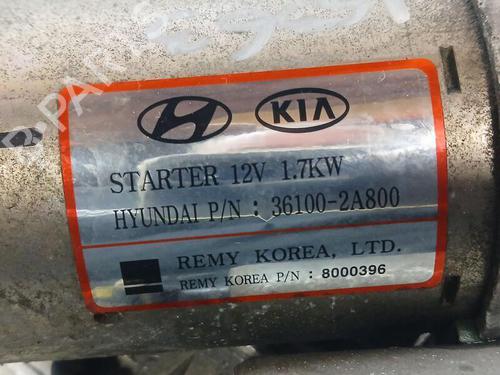 KIA
STARTER 12V 1.7KW
HYUNDAI P/N : 36100-2A800
REMY KOREA, LTD.
REMY KOREA P/N : 8000396